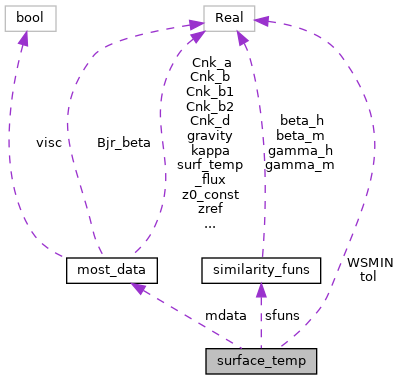 bool
Real
Cnk_a
Cnk_b
Cnk_b1
Cnk_b2
Cnk_d
gravity
kappa
surf_temp
_flux
z0_const
zref
...
visc
Bjr_beta
beta_h
beta_m
gamma_h
gamma_m
most_data
similarity_funs
WSMIN
tol
mdata
sfuns
surface_temp